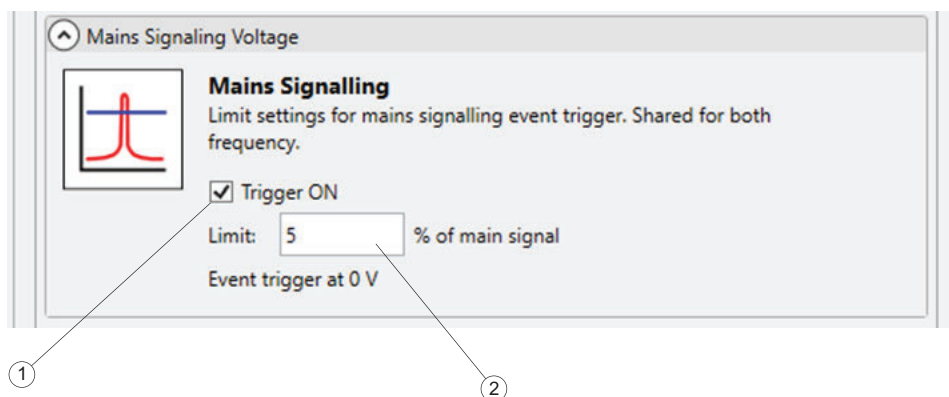 Mains Signaling Voltage
Mains Signalling
Limit settings for mains signalling event trigger. Shared for both
frequency.
Trigger ON
Limit: 5 % of main signal
Event trigger at 0 V
1
2